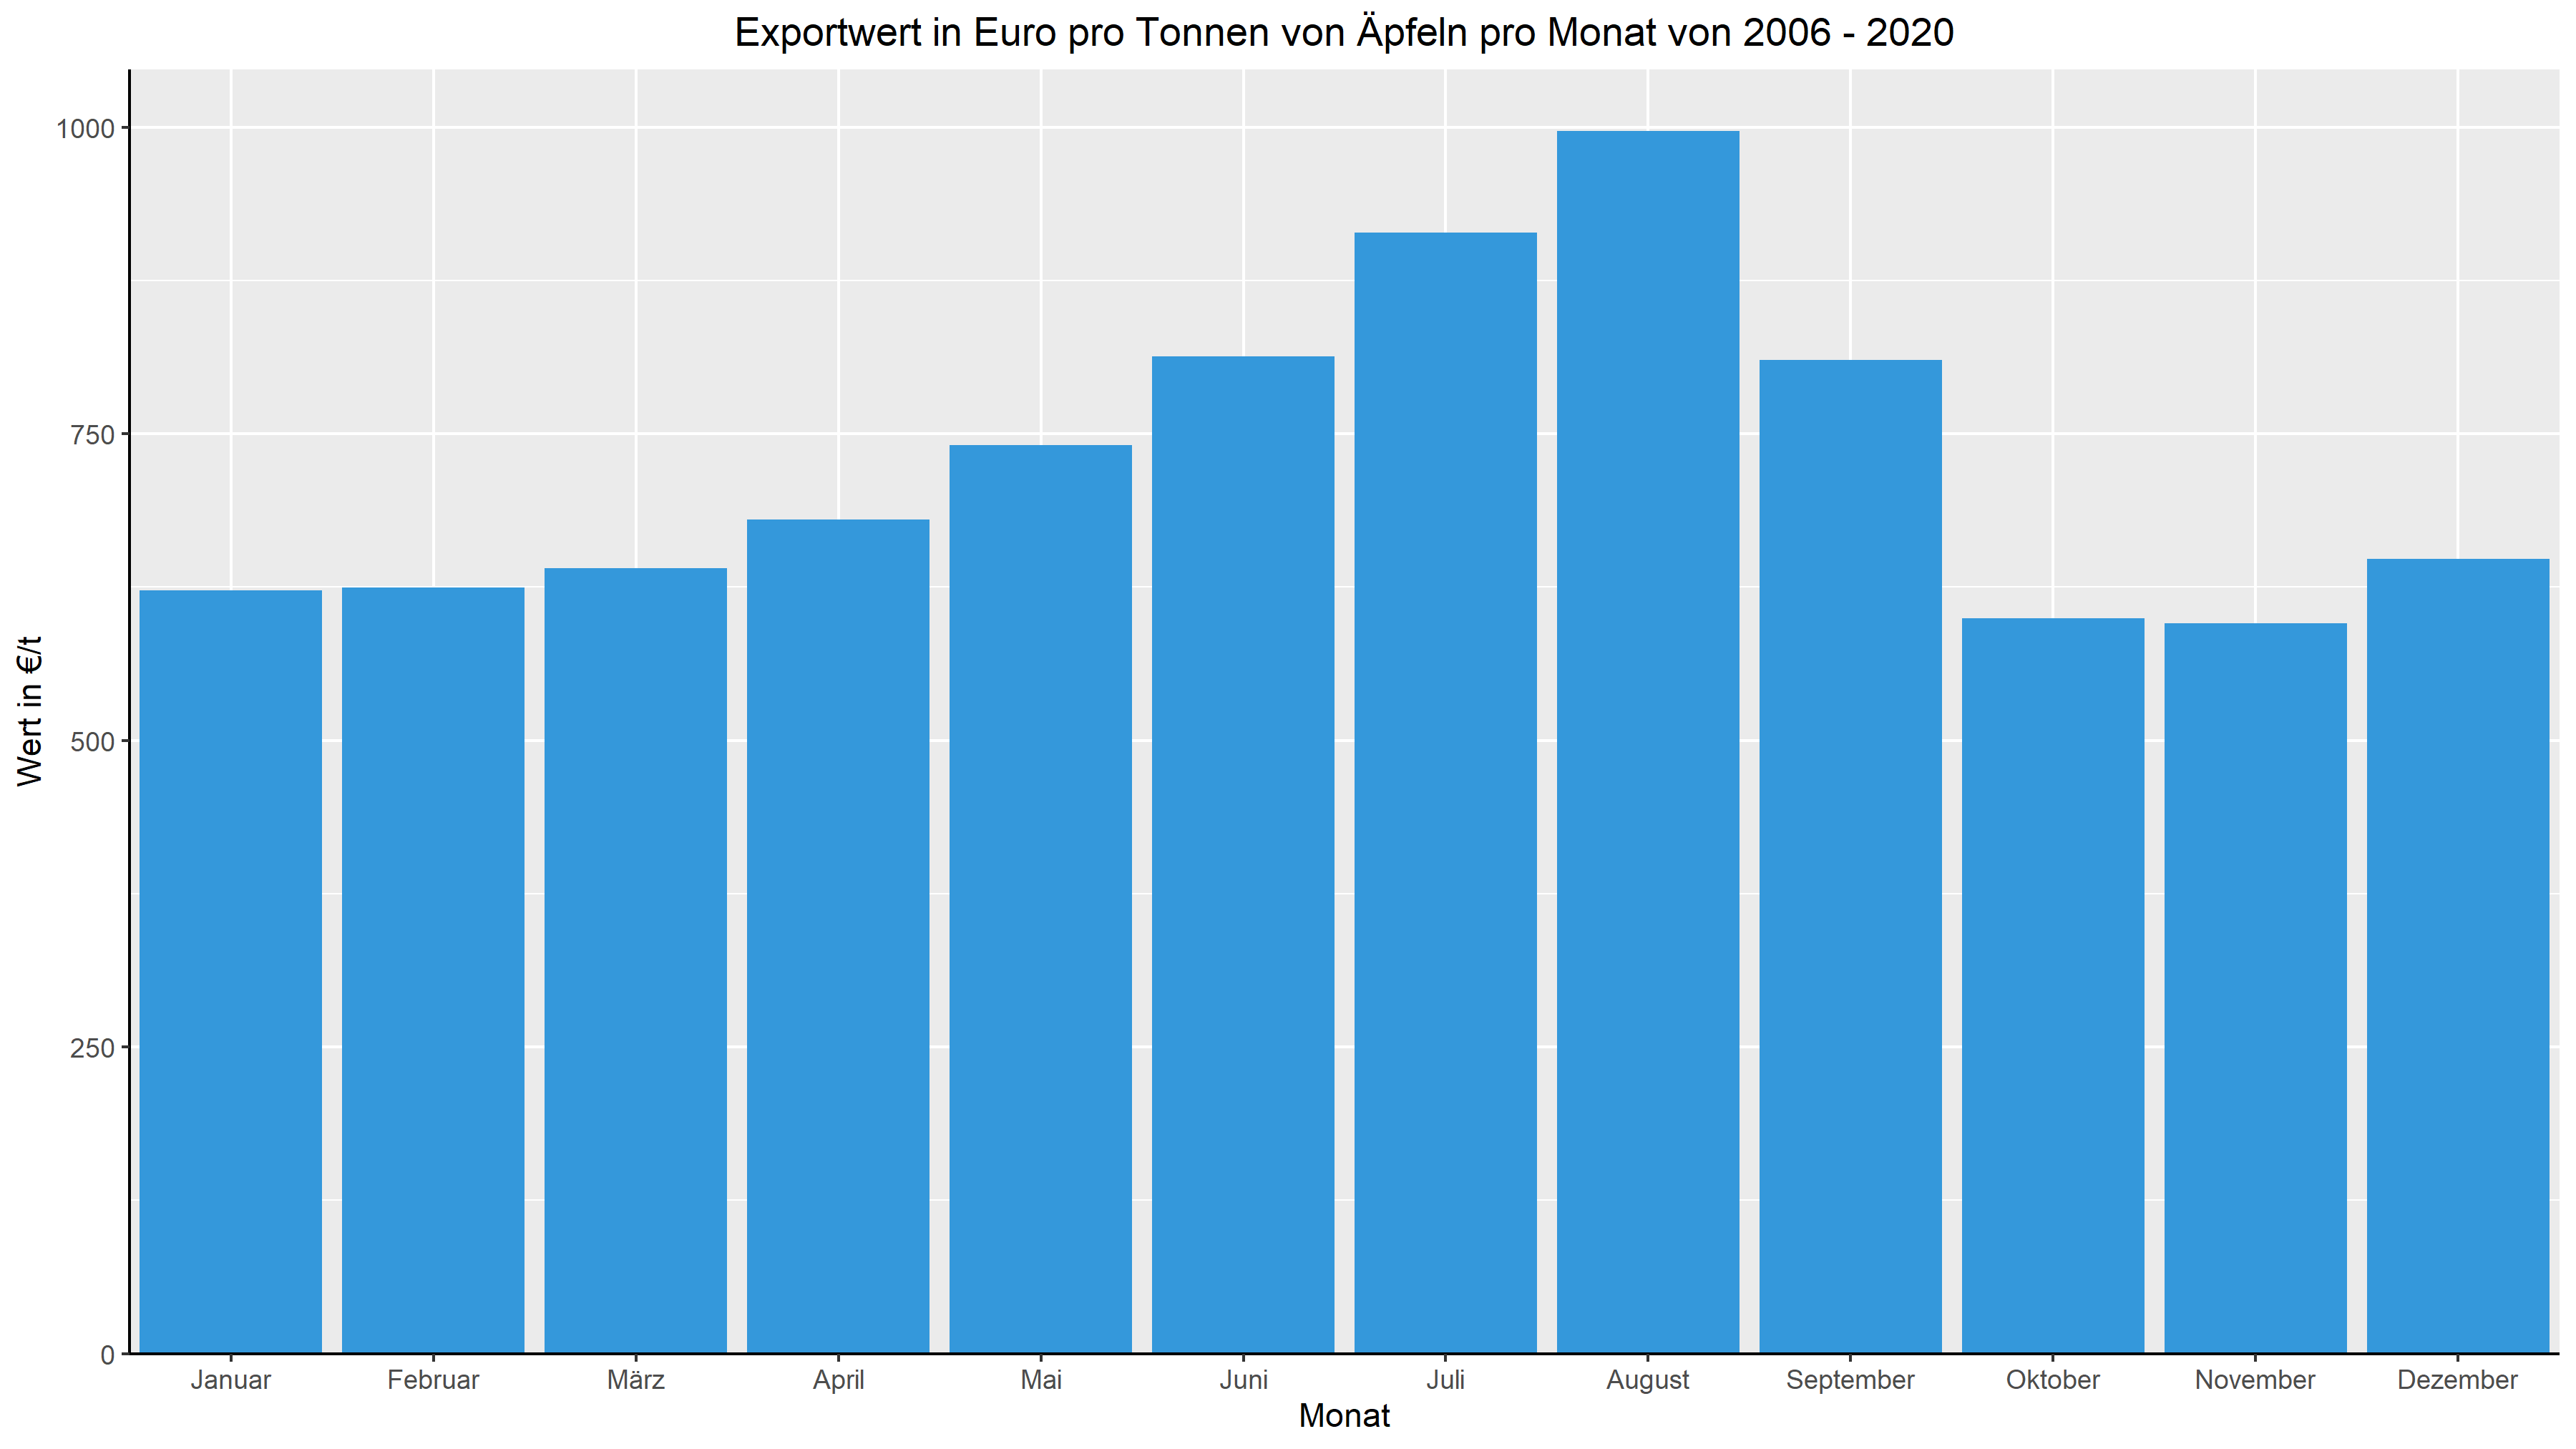 Exportwert in Euro pro Tonnen von Äpfeln pro Monat von 2006 - 2020
1000
750
500
250
0
Wert in €/t
Januar Februar März April Mai Juni Juli August September Oktober November Dezember
Monat